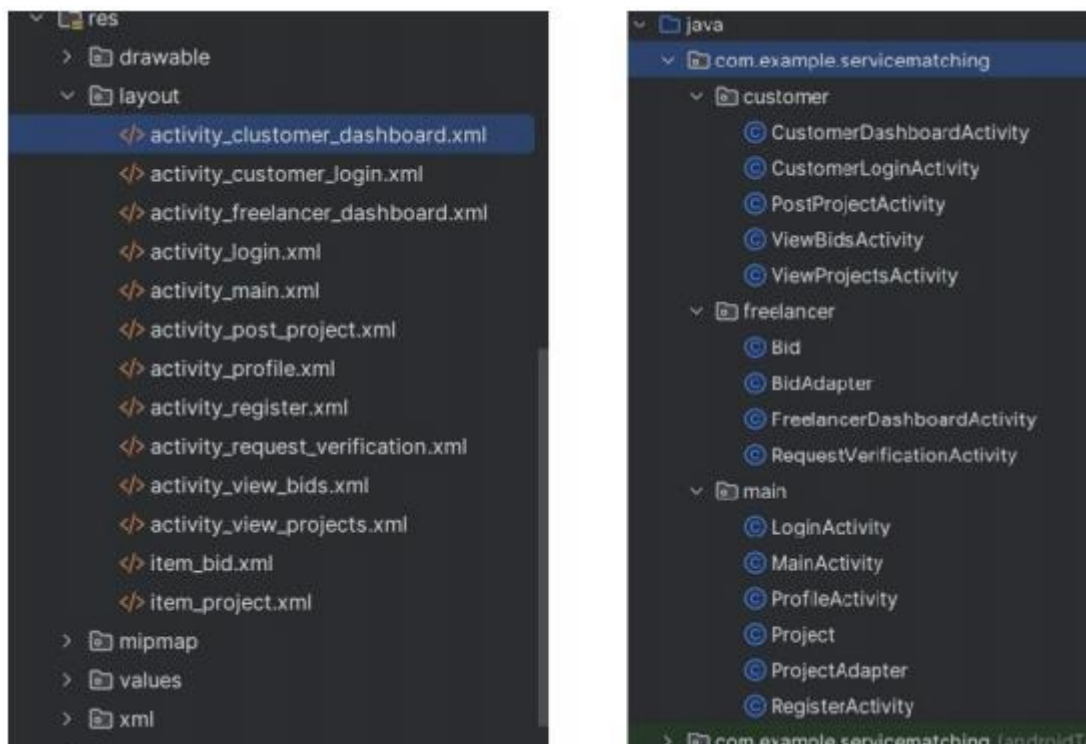 res
drawable
layout
activity_clustomer_dashboard.xml
activity_customer_login.xml
activity_freelancer_dashboard.xml
activity_login.xml
activity_main.xml
activity_post_project.xml
activity_profile.xml
activity_register.xml
activity_request_verification.xml
activity_view_bids.xml
activity_view_projects.xml
item_bid.xml
item_project.xml
mipmap
values
xml
java
com.example.servicematching
customer
CustomerDashboardActivity
CustomerLoginActivity
PostProjectActivity
ViewBidsActivity
ViewProjectsActivity
freelancer
Bid
BidAdapter
FreelancerDashboardActivity
RequestVerificationActivity
main
LoginActivity
MainActivity
ProfileActivity
Project
ProjectAdapter
RegisterActivity
com.example.servicematching